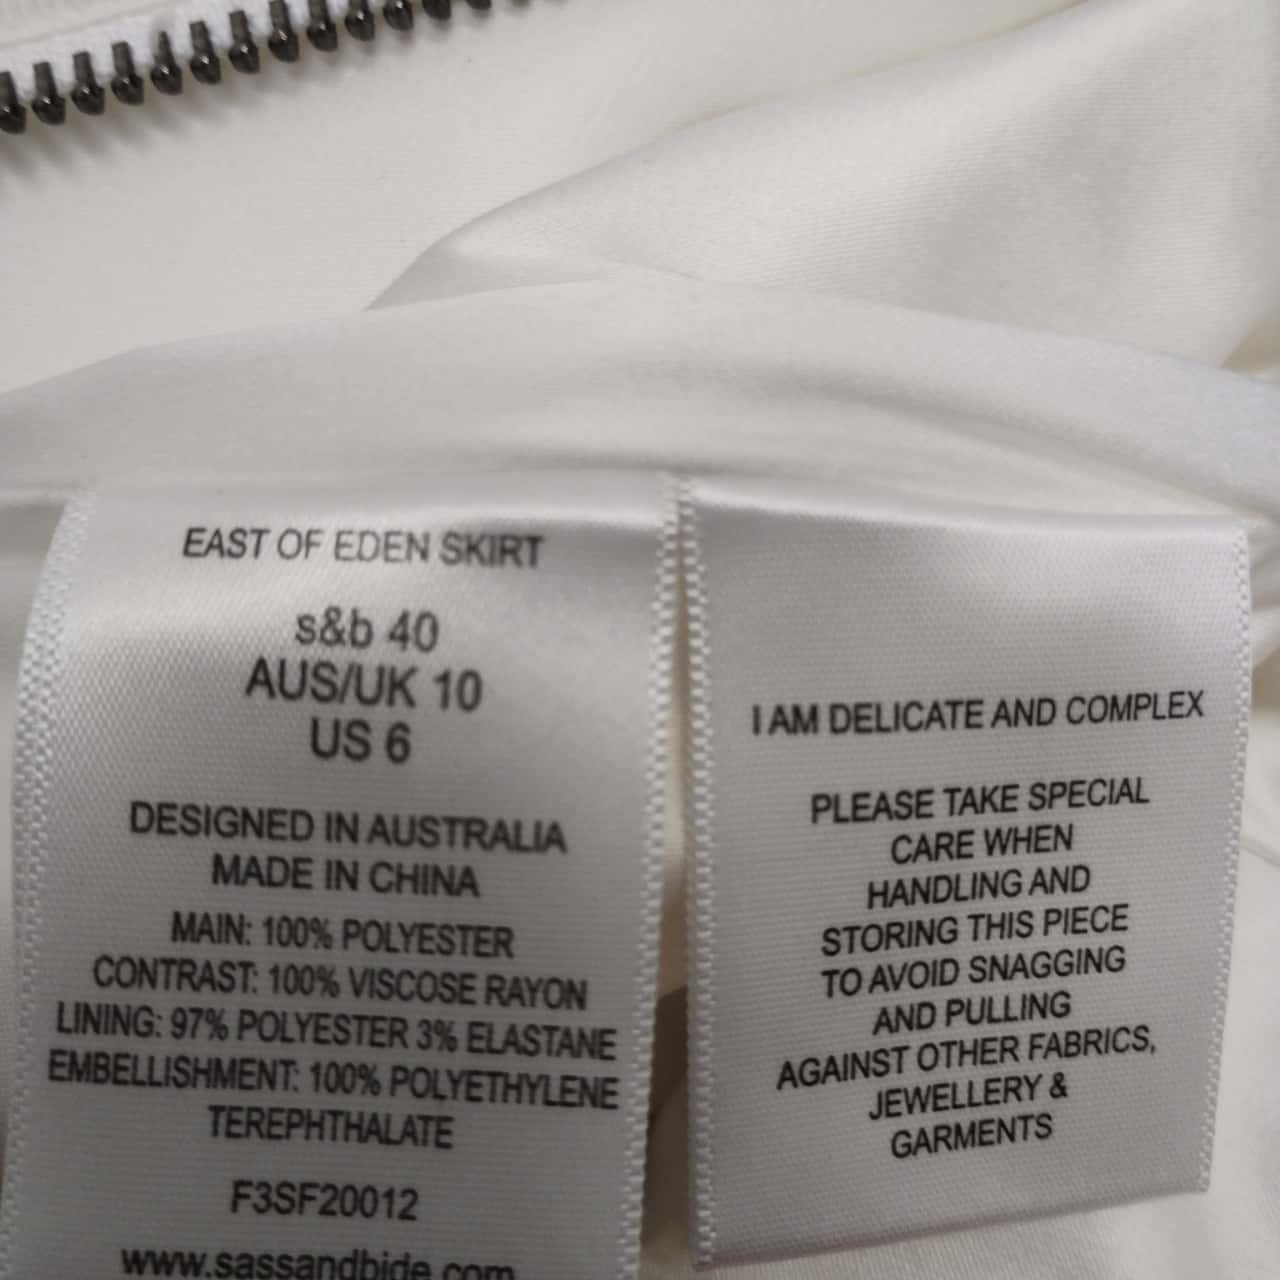 EAST OF EDEN SKIRT
s&b 40
AUS/UK 10
US 6
DESIGNED IN AUSTRALIA
MADE IN CHINA
MAIN: 100% POLYESTER
CONTRAST: 100% VISCOSE RAYON
LINING: 97% POLYESTER 3% ELASTANE
EMBELLISHMENT: 100% POLYETHYLENE
TEREPHTHALATE
F3SF20012
www.sassandbide.com
I AM DELICATE AND COMPLEX
PLEASE TAKE SPECIAL
CARE WHEN
HANDLING AND
STORING THIS PIECE
TO AVOID SNAGGING
AND PULLING
AGAINST OTHER FABRICS,
JEWELLERY &
GARMENTS